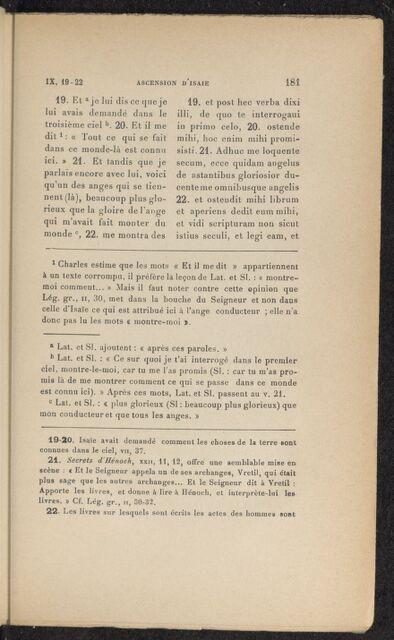 IX, 19-22 ASCENSION D'ISAIE 181
19. Et ᵃ je lui dis ce que je
lui avais demandé dans le
troisième ciel ᵇ. 20. Et il me
dit ¹ : « Tout ce qui se fait
dans ce monde-là est connu
ici. » 21. Et tandis que je
parlais encore avec lui, voici
qu'un des anges qui se tien-
nent (là), beaucoup plus glo-
rieux que la gloire de l'ange
qui m'avait fait monter du
monde ᶜ, 22. me montra des
19. et post hec verba dixi
illi, de quo te interrogaui
in primo celo, 20. ostende
mihi, hoc enim mihi promi-
sisti. 21. Adhuc me loquente
secum, ecce quidam angelus
de astantibus gloriosior du-
cente me omnibusque angelis
22. et ostendit mihi librum
et aperiens dedit eum mihi,
et vidi scripturam non sicut
istius seculi, et legi eam, et
¹ Charles estime que les mots « Et il me dit » appartiennent
à un texte corrompu, il préfère la leçon de Lat. et Sl. : « montre-
moi comment... » Mais il faut noter contre cette opinion que
Lég. gr., II, 30, met dans la bouche du Seigneur et non dans
celle d'Isaïe ce qui est attribué ici à l'ange conducteur ; elle n'a
donc pas lu les mots « montre-moi ».
ᵃ Lat. et Sl. ajoutent : « après ces paroles. »
ᵇ Lat. et Sl. : « Ce sur quoi je t'ai interrogé dans le premier
ciel, montre-le-moi, car tu me l'as promis (Sl. : car tu m'as pro-
mis là de me montrer comment ce qui se passe dans ce monde
est connu ici). » Après ces mots, Lat. et Sl. passent au v. 21.
ᶜ Lat. et Sl. : « plus glorieux (Sl : beaucoup plus glorieux) que
mon conducteur et que tous les anges. »
19-20. Isaïe avait demandé comment les choses de la terre sont
connues dans le ciel, VII, 37.
21. Secrets d'Hénoch, XXII, 11, 12, offre une semblable mise en
scène : « Et le Seigneur appela un de ses archanges, Vretil, qui était
plus sage que les autres archanges... Et le Seigneur dit à Vretil :
Apporte les livres, et donne à lire à Hénoch, et interprète-lui les
livres. » Cf. Lég. gr., II, 30-32.
22. Les livres sur lesquels sont écrits les actes des hommes sont